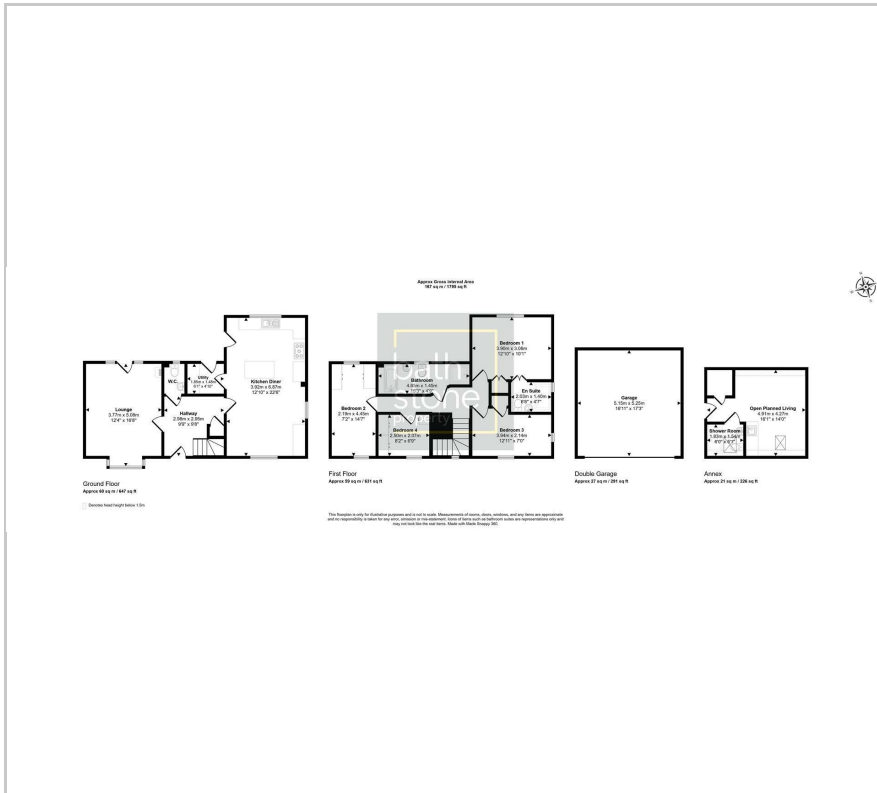 Approx Gross Internal Area
167 sq m / 1795 sq ft
Lounge
3.77m x 5.08m
12'4" x 16'8"
W.C.
Utility
Hallway
2.98m x 2.95m
9'9" x 9'8"
Kitchen Diner
3.92m x 6.87m
12'10" x 22'6"
Ground Floor
Approx 60 sq m / 647 sq ft
Denotes head height below 1.5m
Bedroom 1
12'10" x 10'1"
Bathroom
Bedroom 2
2.19m x 4.45m
7'2" x 14'7"
Bedroom 4
2.50m x 2.07m
8'2" x 6'9"
En Suite
2.03m x 1.40m
6'8" x 4'7"
Bedroom 3
3.94m x 2.14m
12'11" x 7'0"
bath
stone
property
First Floor
Approx 59 sq m / 631 sq ft
Garage
5.15m x 5.25m
16'11" x 17'3"
Double Garage
Approx 27 sq m / 291 sq ft
Open Planned Living
4.91m x 4.27m
16'1" x 14'0"
Shower Room
Annex
Approx 21 sq m / 226 sq ft
This floorplan is only for illustrative purposes and is not to scale. Measurements of rooms, doors, windows, and any items are approximate
and no responsibility is taken for any error, omission or mis-statement. Icons of items such as bathroom suites are representations only and
may not look like the real items. Made with Made Snappy 360.